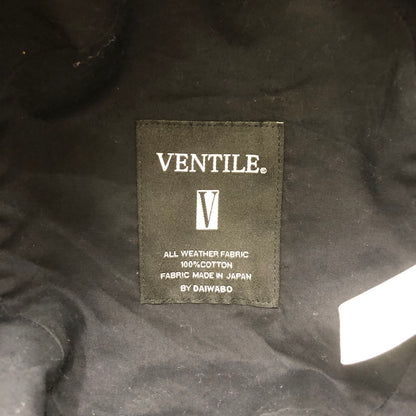 VENTILE®
V
ALL WEATHER FABRIC
100%COTTON
FABRIC MADE IN JAPAN
BY DAIWABO